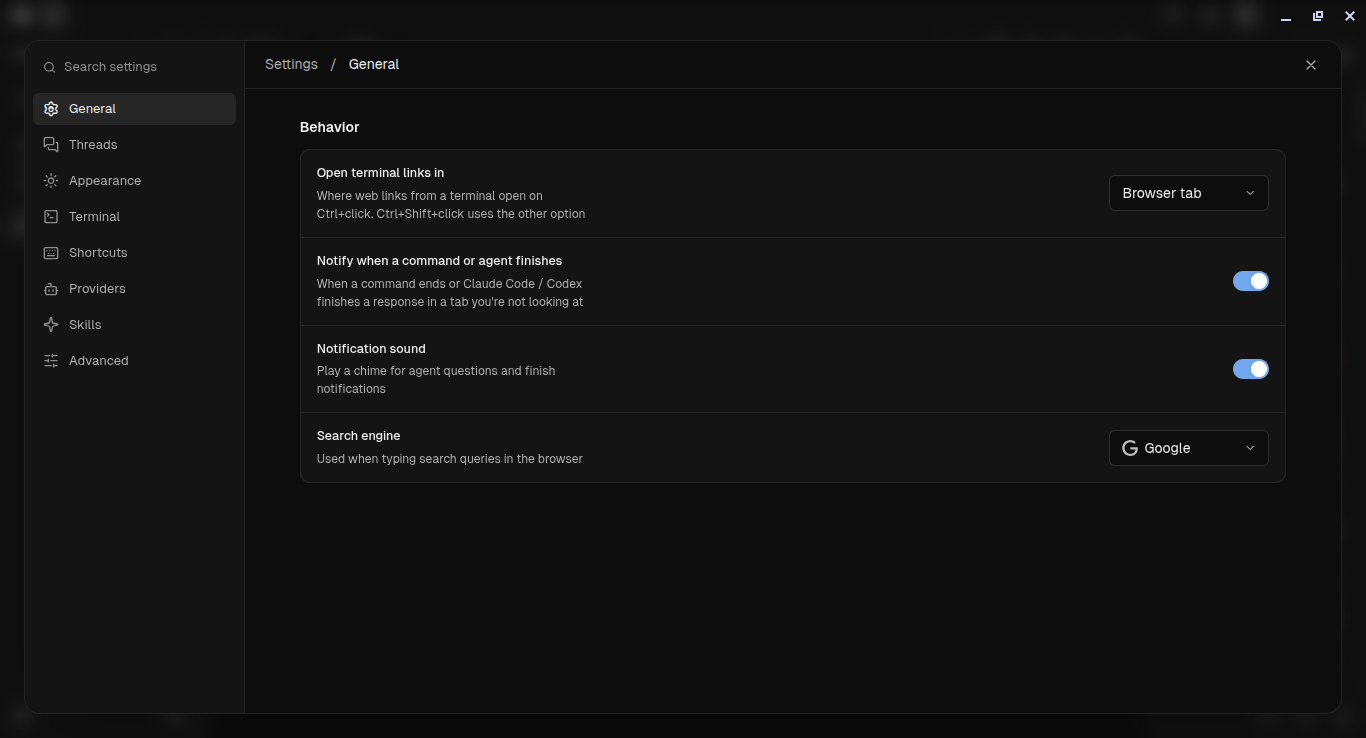 Search settings
General
Threads
Appearance
Terminal
Shortcuts
Providers
Skills
Advanced
Settings / General
Behavior
Open terminal links in
Where web links from a terminal open on
Ctrl+click. Ctrl+Shift+click uses the other option
Browser tab
Notify when a command or agent finishes
When a command ends or Claude Code / Codex
finishes a response in a tab you're not looking at
Notification sound
Play a chime for agent questions and finish
notifications
Search engine
Used when typing search queries in the browser
Google